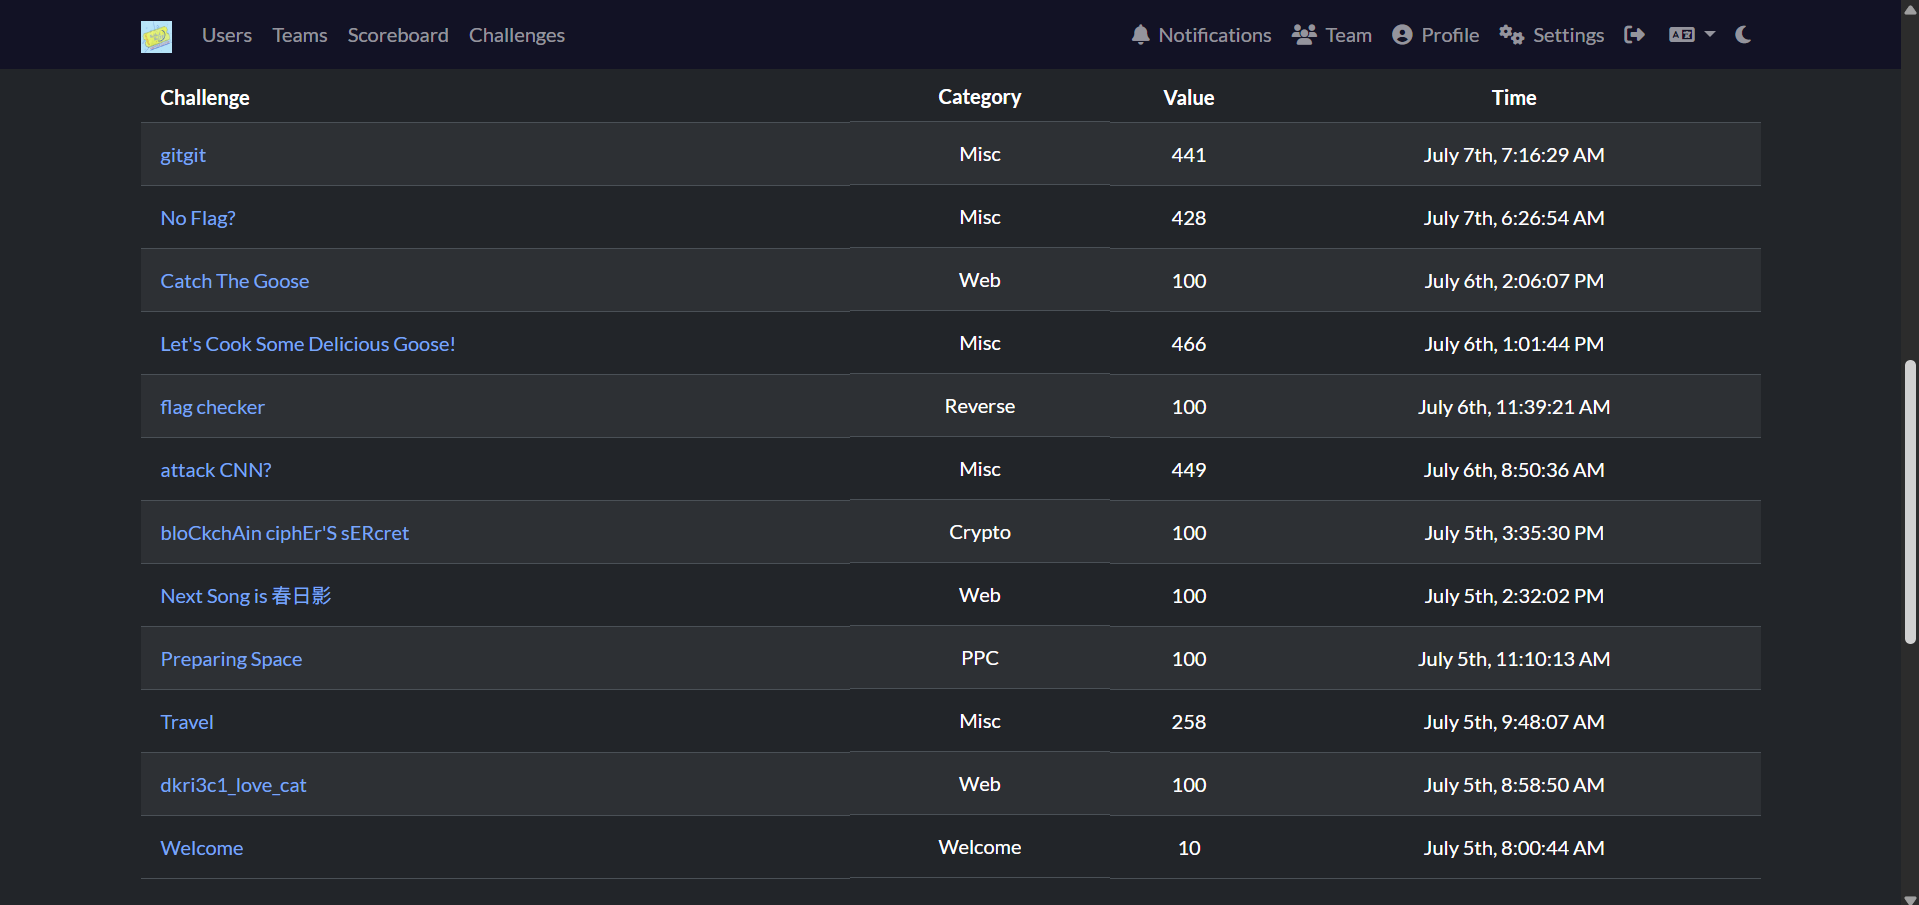 Users Teams Scoreboard Challenges Notifications Team Profile Settings
Challenge Category Value Time
gitgit Misc 441 July 7th, 7:16:29 AM
No Flag? Misc 428 July 7th, 6:26:54 AM
Catch The Goose Web 100 July 6th, 2:06:07 PM
Let's Cook Some Delicious Goose! Misc 466 July 6th, 1:01:44 PM
flag checker Reverse 100 July 6th, 11:39:21 AM
attack CNN? Misc 449 July 6th, 8:50:36 AM
bloCkchAin ciphEr'S sERcret Crypto 100 July 5th, 3:35:30 PM
Next Song is 春日影 Web 100 July 5th, 2:32:02 PM
Preparing Space PPC 100 July 5th, 11:10:13 AM
Travel Misc 258 July 5th, 9:48:07 AM
dkri3c1_love_cat Web 100 July 5th, 8:58:50 AM
Welcome Welcome 10 July 5th, 8:00:44 AM